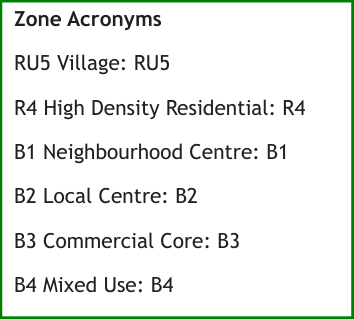 Zone Acronyms
RU5 Village: RU5
R4 High Density Residential: R4
B1 Neighbourhood Centre: B1
B2 Local Centre: B2
B3 Commercial Core: B3
B4 Mixed Use: B4